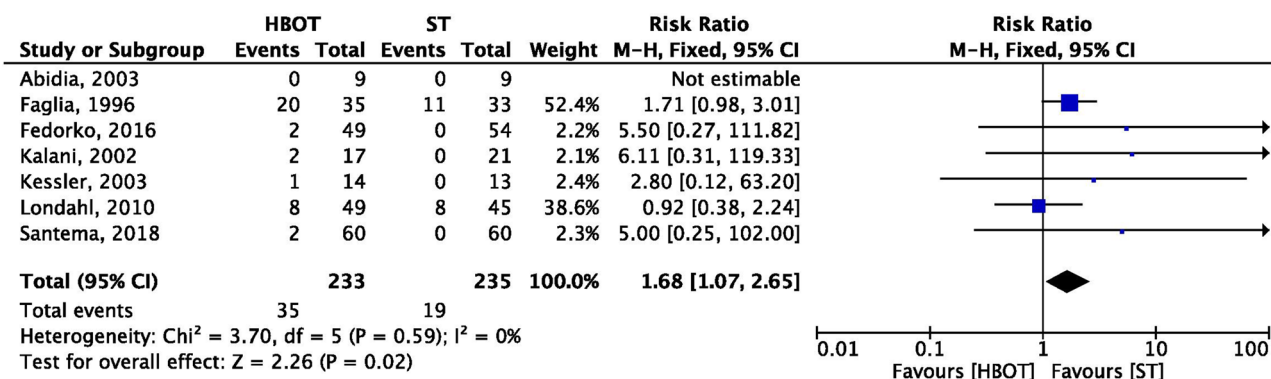 HBOT ST Risk Ratio Risk Ratio
Study or Subgroup Events Total Events Total Weight M-H, Fixed, 95% CI M-H, Fixed, 95% CI
Abidia, 2003 0 9 0 9 Not estimable
Faglia, 1996 20 35 11 33 52.4% 1.71 [0.98, 3.01]
Fedorko, 2016 2 49 0 54 2.2% 5.50 [0.27, 111.82]
Kalani, 2002 2 17 0 21 2.1% 6.11 [0.31, 119.33]
Kessler, 2003 1 14 0 13 2.4% 2.80 [0.12, 63.20]
Londahl, 2010 8 49 8 45 38.6% 0.92 [0.38, 2.24]
Santema, 2018 2 60 0 60 2.3% 5.00 [0.25, 102.00]
Total (95% CI) 233 235 100.0% 1.68 [1.07, 2.65]
Total events 35 19
Heterogeneity: Chi² = 3.70, df = 5 (P = 0.59); I² = 0%
Test for overall effect: Z = 2.26 (P = 0.02)
0.01 0.1 1 10 100
Favours [HBOT] Favours [ST]